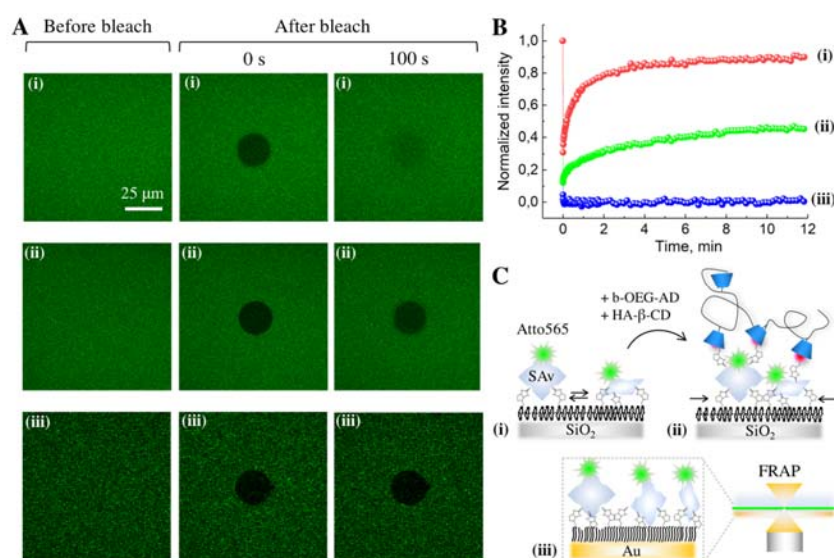 A Before bleach After bleach
0 s 100 s
(i) (i) (i)
25 µm
(ii) (ii) (ii)
(iii) (iii) (iii)
B
Normalized intensity
1,0
0,8
0,6
0,4
0,2
0,0
0 2 4 6 8 10 12
Time, min
(i)
(ii)
(iii)
C
+ b-OEG-AD
+ HA-β-CD
Atto565
SAv
SiO2
(i)
SiO2
(ii)
FRAP
Au
(iii)